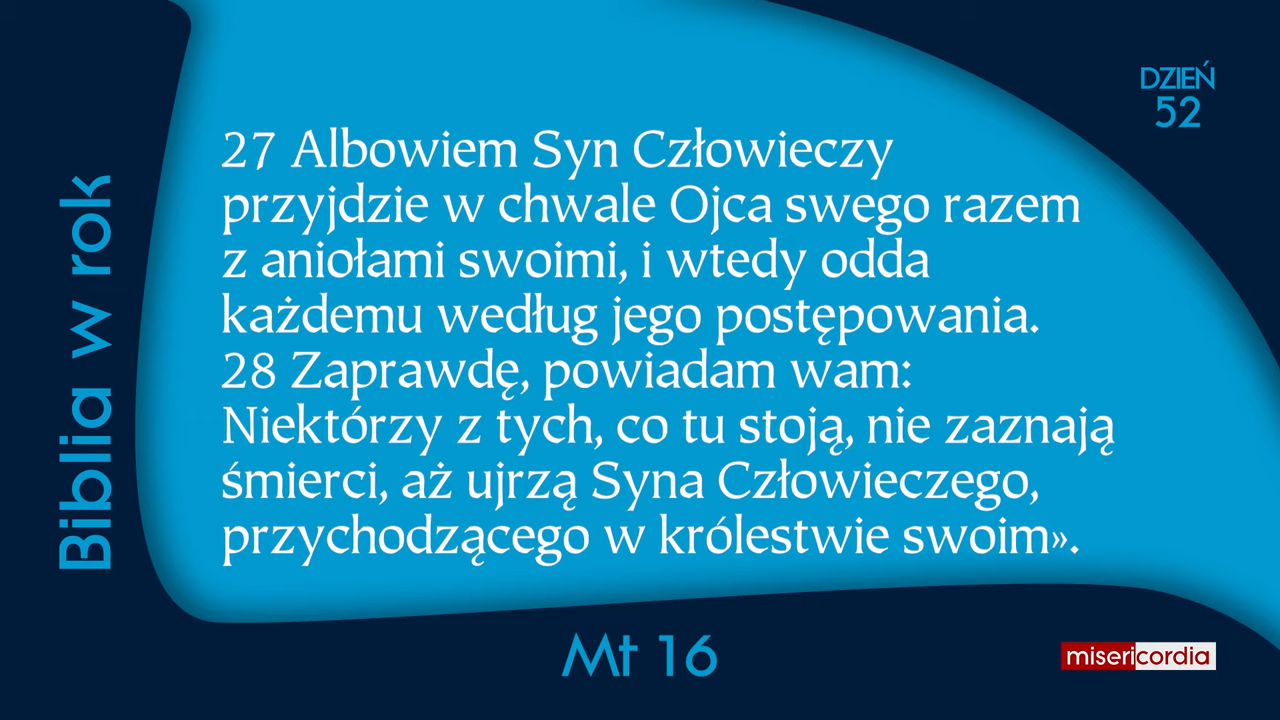 DZIEŃ
52
27 Albowiem Syn Człowieczy
przyjdzie w chwale Ojca swego razem
z aniołami swoimi, i wtedy odda
każdemu według jego postępowania.
28 Zaprawdę, powiadam wam:
Niektórzy z tych, co tu stoją, nie zaznają
śmierci, aż ujrzą Syna Człowieczego,
przychodzącego w królestwie swoim».
Biblia w rok
Mt 16
misericordia